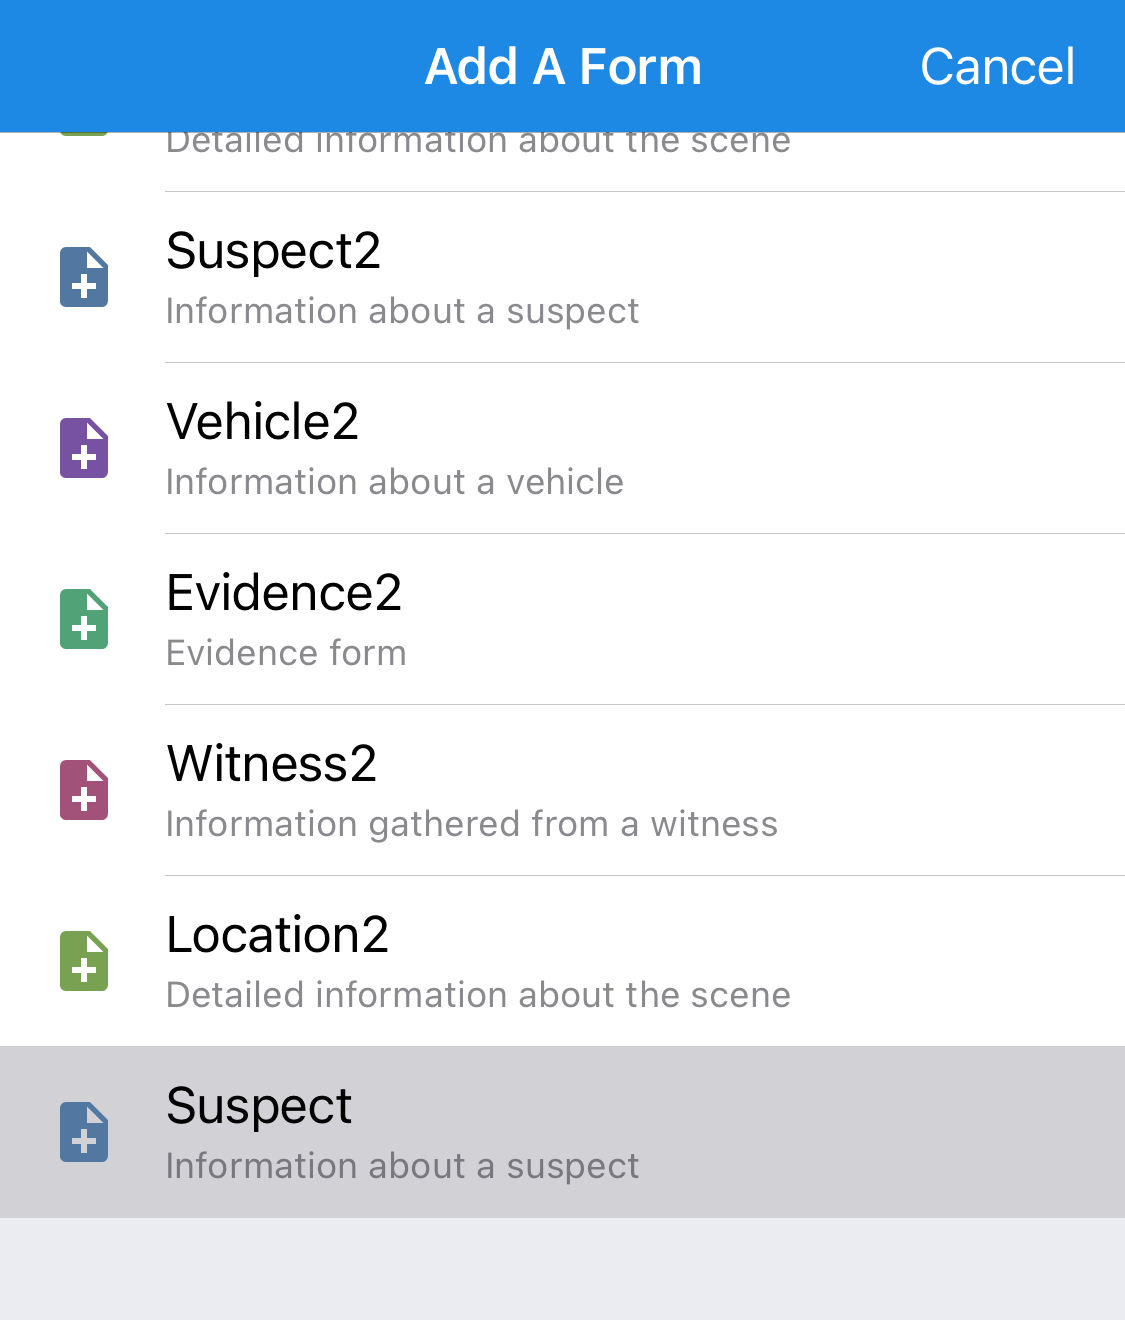 Add A Form
Cancel
Detailed information about the scene
Suspect2
Information about a suspect
Vehicle2
Information about a vehicle
Evidence2
Evidence form
Witness2
Information gathered from a witness
Location2
Detailed information about the scene
Suspect
Information about a suspect